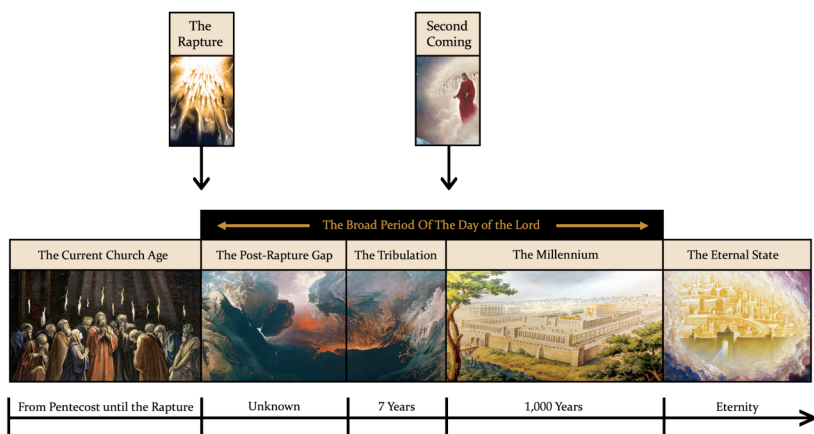 The
Rapture
Second
Coming
The Broad Period Of The Day of the Lord
The Current Church Age
The Post-Rapture Gap
The Tribulation
The Millennium
The Eternal State
From Pentecost until the Rapture
Unknown
7 Years
1,000 Years
Eternity